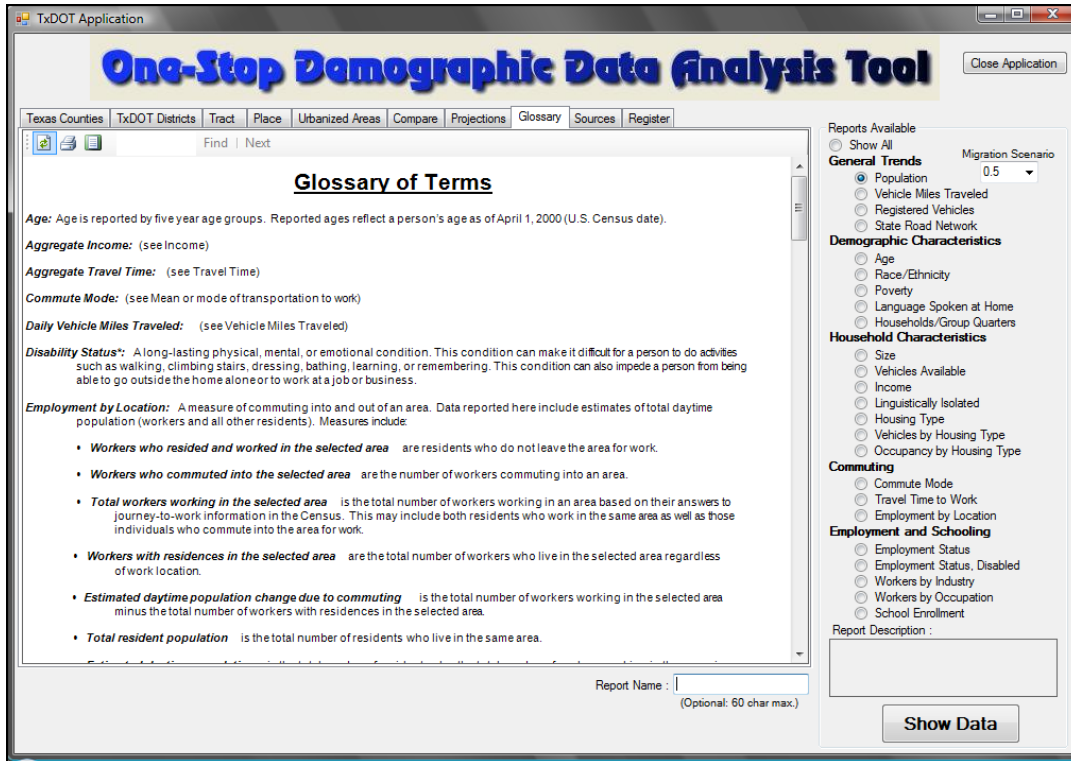 TxDOT Application
One-Stop Demographic Data Analysis Tool
Close Application
Texas Counties TxDOT Districts Tract Place Urbanized Areas Compare Projections Glossary Sources Register
Find | Next
Glossary of Terms
Age: Age is reported by five year age groups. Reported ages reflect a person's age as of April 1, 2000 (U.S. Census date).
Aggregate Income: (see Income)
Aggregate Travel Time: (see Travel Time)
Commute Mode: (see Mean or mode of transportation to work)
Daily Vehicle Miles Traveled: (see Vehicle Miles Traveled)
Disability Status*: A long-lasting physical, mental, or emotional condition. This condition can make it difficult for a person to do activities
such as walking, climbing stairs, dressing, bathing, learning, or remembering. This condition can also impede a person from being
able to go outside the home alone or to work at a job or business.
Employment by Location: A measure of commuting into and out of an area. Data reported here include estimates of total daytime
population (workers and all other residents). Measures include:
• Workers who resided and worked in the selected area are residents who do not leave the area for work.
• Workers who commuted into the selected area are the number of workers commuting into an area.
• Total workers working in the selected area is the total number of workers working in an area based on their answers to
journey-to-work information in the Census. This may include both residents who work in the same area as well as those
individuals who commute into the area for work.
• Workers with residences in the selected area are the total number of workers who live in the selected area regardless
of work location.
• Estimated daytime population change due to commuting is the total number of workers working in the selected area
minus the total number of workers with residences in the selected area.
• Total resident population is the total number of residents who live in the same area.
Report Name :
(Optional: 60 char max.)
Reports Available
Show All
Migration Scenario
0.5
General Trends
Population
Vehicle Miles Traveled
Registered Vehicles
State Road Network
Demographic Characteristics
Age
Race/Ethnicity
Poverty
Language Spoken at Home
Households/Group Quarters
Household Characteristics
Size
Vehicles Available
Income
Linguistically Isolated
Housing Type
Vehicles by Housing Type
Occupancy by Housing Type
Commuting
Commute Mode
Travel Time to Work
Employment by Location
Employment and Schooling
Employment Status
Employment Status, Disabled
Workers by Industry
Workers by Occupation
School Enrollment
Report Description :
Show Data